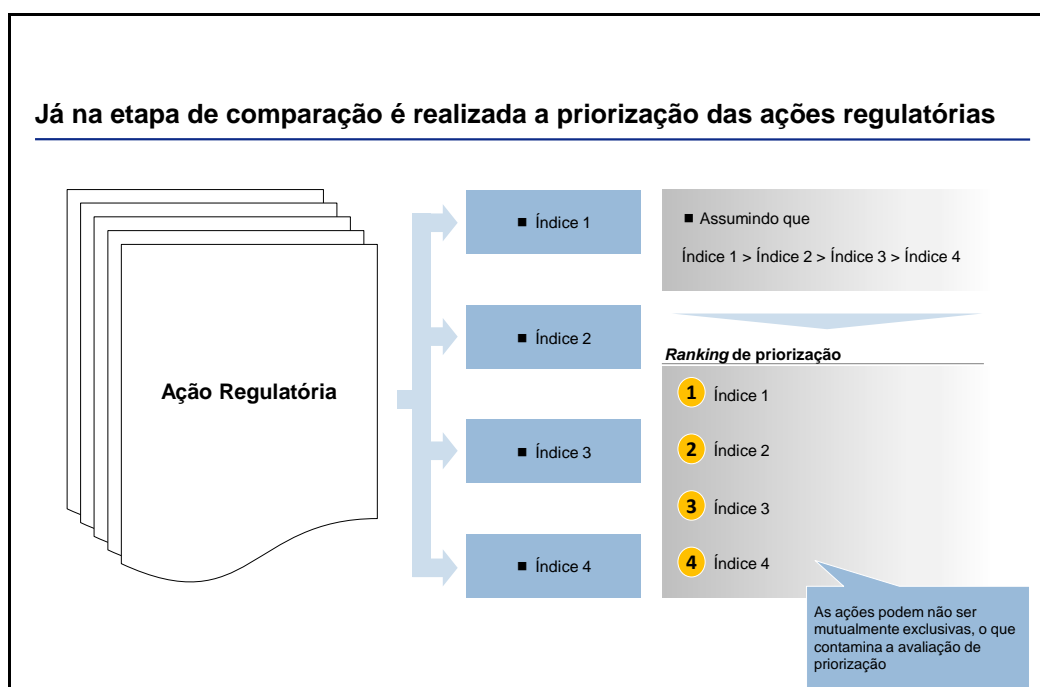 Já na etapa de comparação é realizada a priorização das ações regulatórias
Ação Regulatória
■ Índice 1
■ Índice 2
■ Índice 3
■ Índice 4
■ Assumindo que
Índice 1 > Índice 2 > Índice 3 > Índice 4
Ranking de priorização
1 Índice 1
2 Índice 2
3 Índice 3
4 Índice 4
As ações podem não ser
mutualmente exclusivas, o que
contamina a avaliação de
priorização